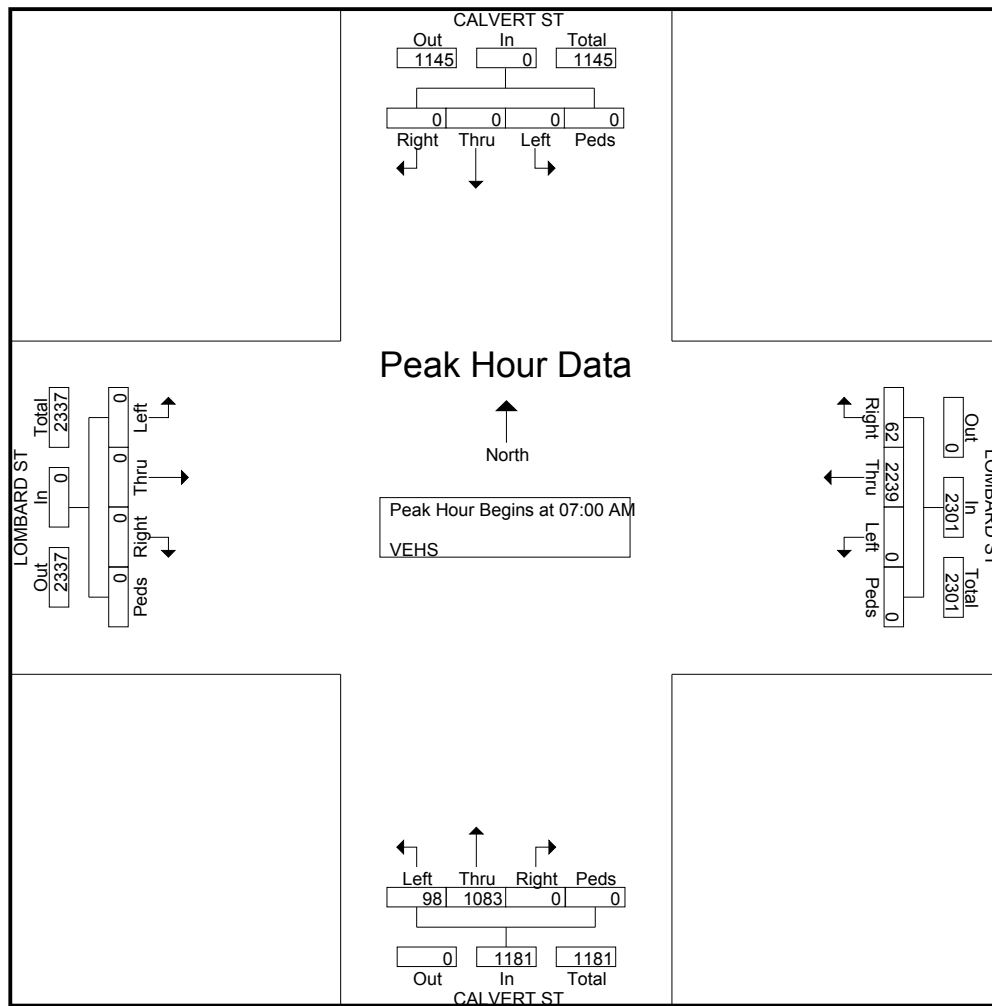 CALVERT ST
Out In Total
1145 0 1145
0 0 0 0
Right Thru Left Peds
Peak Hour Data
North
Peak Hour Begins at 07:00 AM
VEHS
LOMBARD ST
Total In Out
2337 0 2337
0 0 0 0
Left Thru Right Peds
LOMBARD ST
Out In Total
0 2301 2301
62 2239 0 0
Right Thru Left Peds
Left Thru Right Peds
98 1083 0 0
0 1181 1181
Out In Total
CALVERT ST